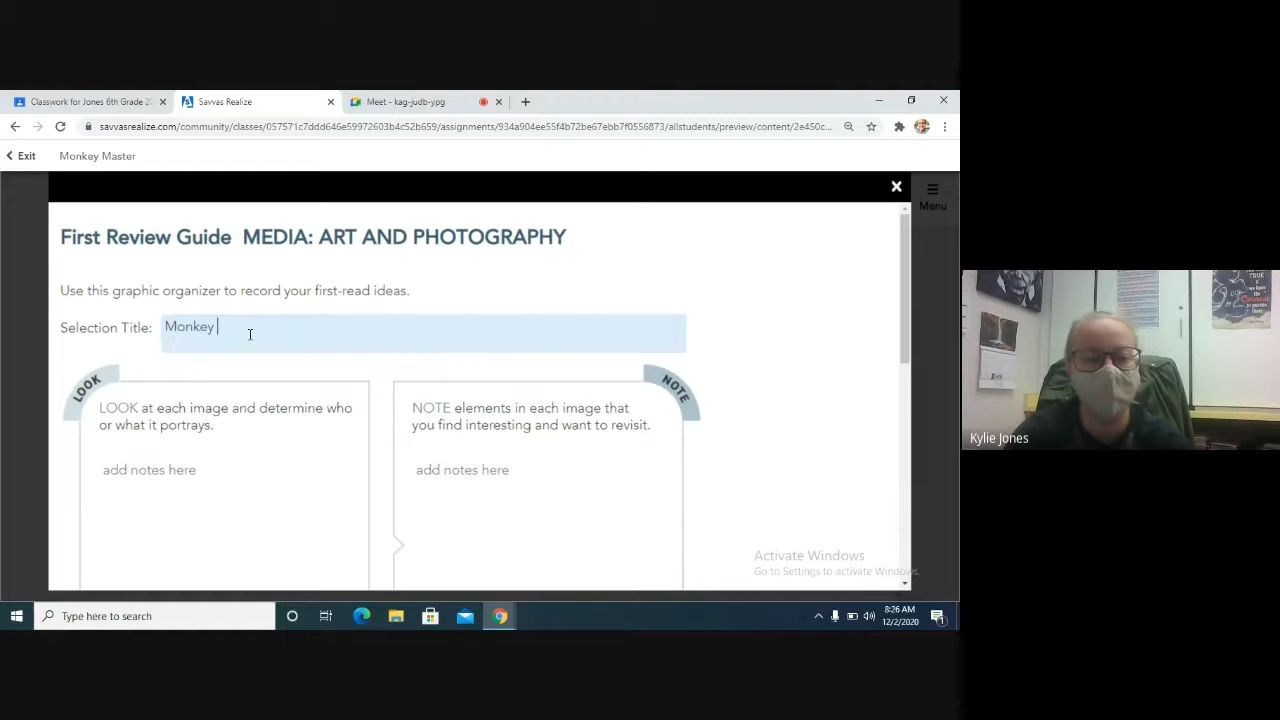 Classwork for Jones 6th Grade 20
Savvas Realize
Meet - kag-judb-ypg
savvasrealize.com/community/classes/057571c7ddd646e59972603b4c52b659/assignments/934a904ee55f4b72be67ebb7f0556873/allstudents/preview/content/2e450c...
Exit
Monkey Master
Menu
First Review Guide MEDIA: ART AND PHOTOGRAPHY
Use this graphic organizer to record your first-read ideas.
Selection Title: Monkey
LOOK
LOOK at each image and determine who
or what it portrays.
add notes here
NOTE
NOTE elements in each image that
you find interesting and want to revisit.
add notes here
Activate Windows
Go to Settings to activate Windows.
Type here to search
8:26 AM
12/2/2020
1
TRUE
Courage
Kylie Jones